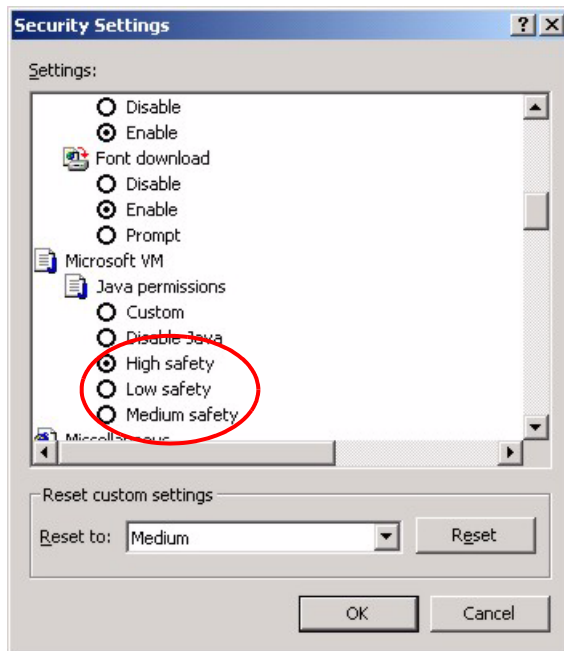 Security Settings
Settings:
Disable
Enable
Font download
Disable
Enable
Prompt
Microsoft VM
Java permissions
Custom
Disable Java
High safety
Low safety
Medium safety
Miscellaneous
Reset custom settings
Reset to: Medium Reset
OK Cancel